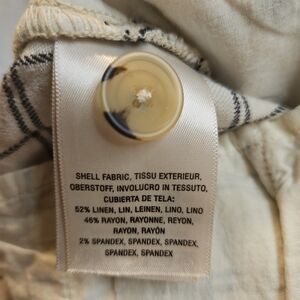 SHELL FABRIC, TISSU EXTERIEUR,
OBERSTOFF, INVOLUCRO IN TESSUTO,
CUBIERTA DE TELA:
52% LINEN, LIN, LEINEN, LINO, LINO
46% RAYON, RAYONNE, REYON,
RAYON, RAYÓN
2% SPANDEX, SPANDEX, SPANDEX,
SPANDEX, SPANDEX